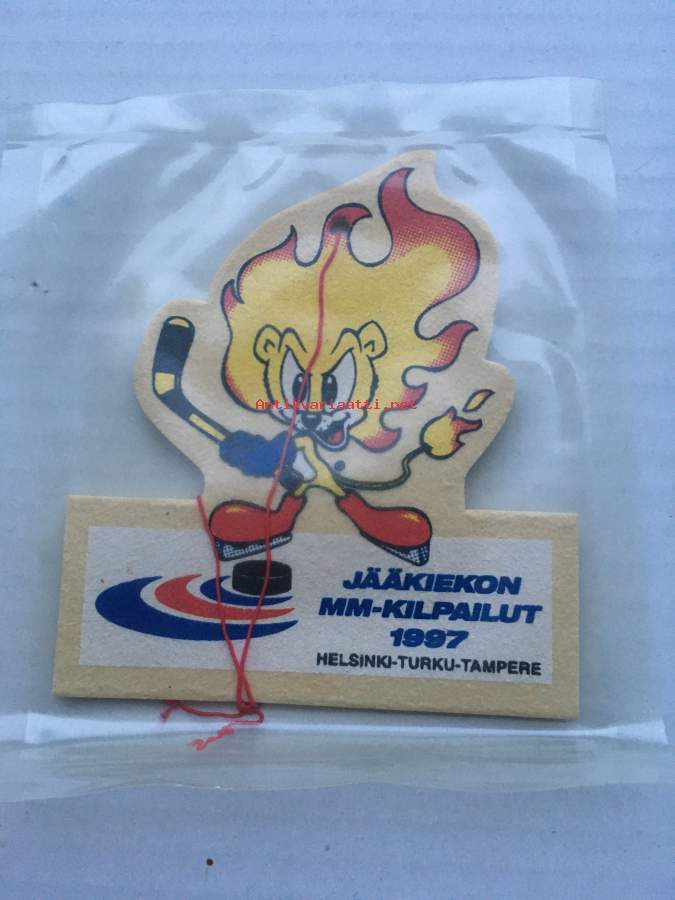 Antikvariaatti.net
JÄÄKIEKON
MM-KILPAILUT
1997
HELSINKI-TURKU-TAMPERE